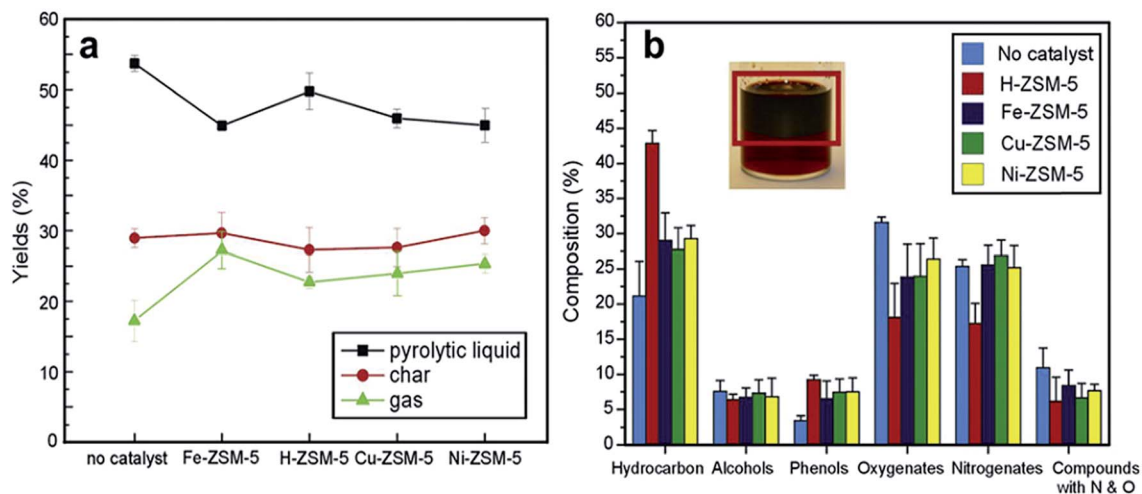 a
60
50
40
30
20
10
0
Yields (%)
pyrolytic liquid
char
gas
no catalyst Fe-ZSM-5 H-ZSM-5 Cu-ZSM-5 Ni-ZSM-5
b
60
55
50
45
40
35
30
25
20
15
10
5
0
Composition (%)
No catalyst
H-ZSM-5
Fe-ZSM-5
Cu-ZSM-5
Ni-ZSM-5
Hydrocarbon Alcohols Phenols Oxygenates Nitrogenates Compounds
with N & O